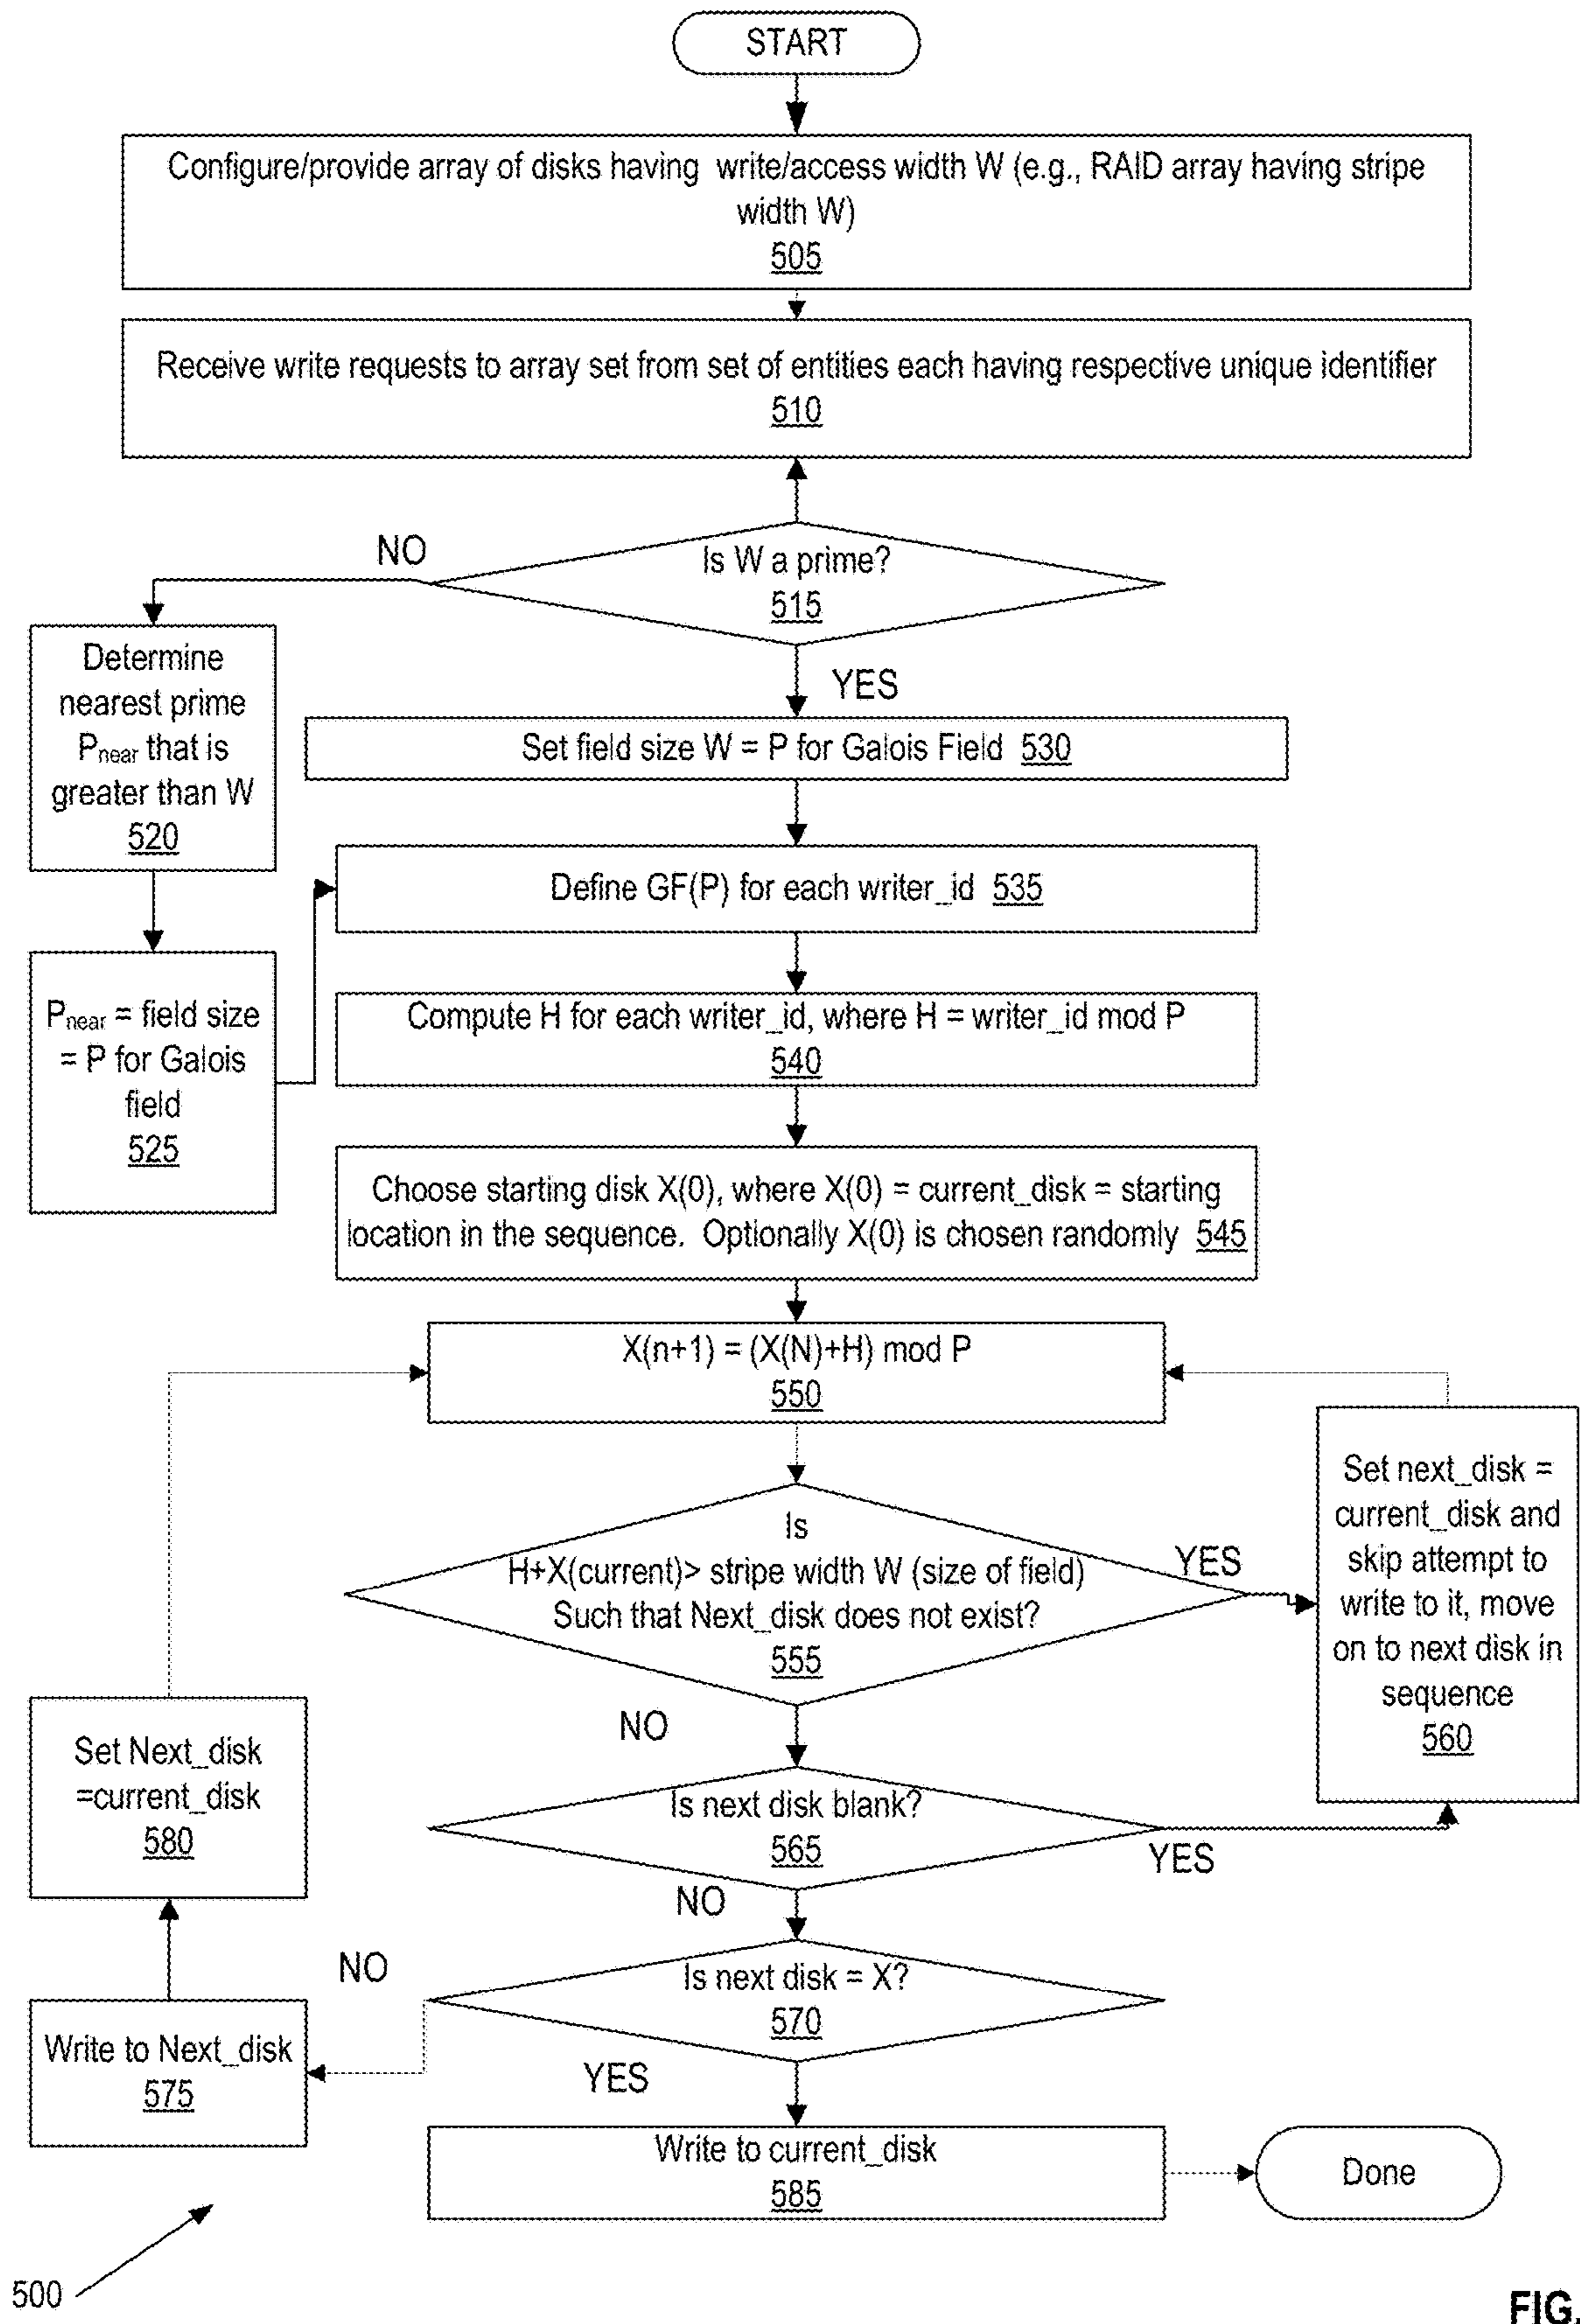 START
Configure/provide array of disks having write/access width W (e.g., RAID array having stripe
width W)
505
Receive write requests to array set from set of entities each having respective unique identifier
510
NO
Is W a prime?
515
YES
Determine
nearest prime
Pnear that is
greater than W
520
Set field size W = P for Galois Field 530
Define GF(P) for each writer_id 535
Pnear = field size
= P for Galois
field
525
Compute H for each writer_id, where H = writer_id mod P
540
Choose starting disk X(0), where X(0) = current_disk = starting
location in the sequence. Optionally X(0) is chosen randomly 545
X(n+1) = (X(N)+H) mod P
550
Is
H+X(current)> stripe width W (size of field)
Such that Next_disk does not exist?
555
YES
Set next_disk =
current_disk and
skip attempt to
write to it, move
on to next disk in
sequence
560
NO
Is next disk blank?
565
YES
NO
Set Next_disk
=current_disk
580
Is next disk = X?
570
NO
Write to Next_disk
575
YES
Write to current_disk
585
Done
500
FIG.